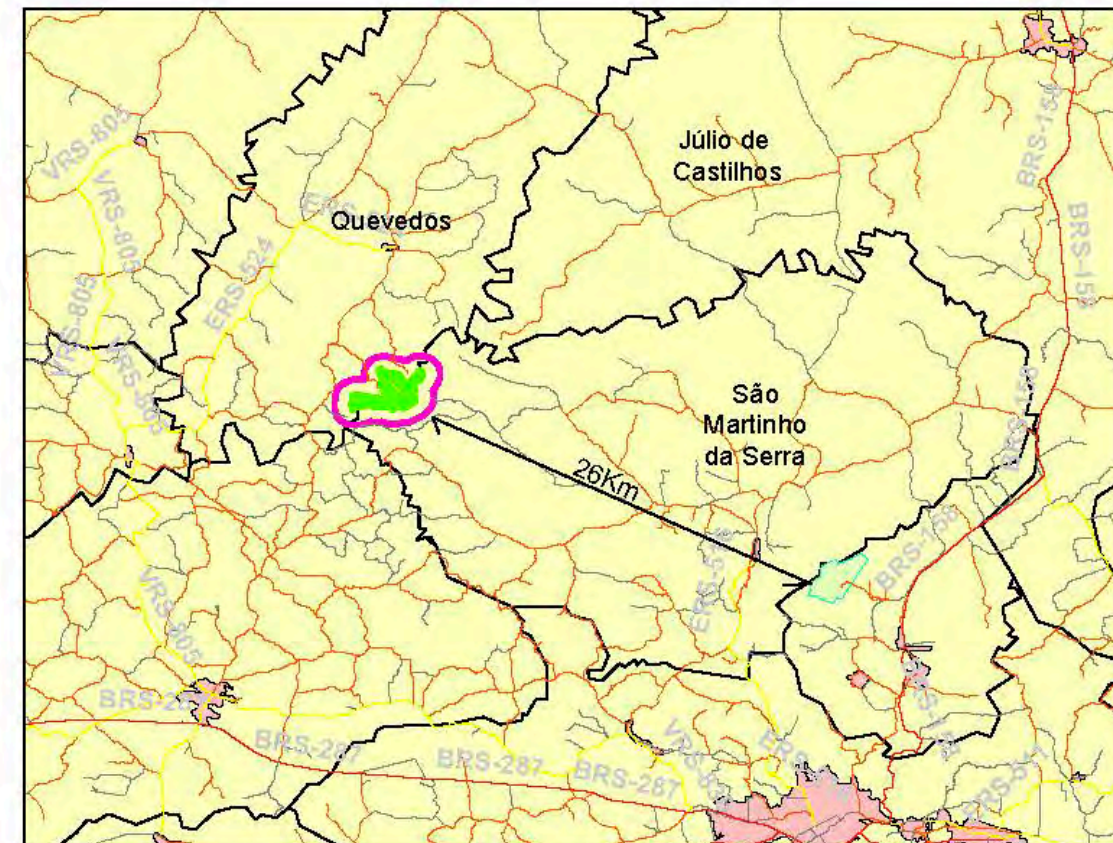 BRS-158
VRS-805
Júlio de
Castilhos
VRS-805
Quevedos
BRS-158
ERS-524
VRS-805
São
Martinho
da Serra
BRS-158
26Km
BRS-158
VRS-805
BRS-287
BRS-287
BRS-287
BRS-287